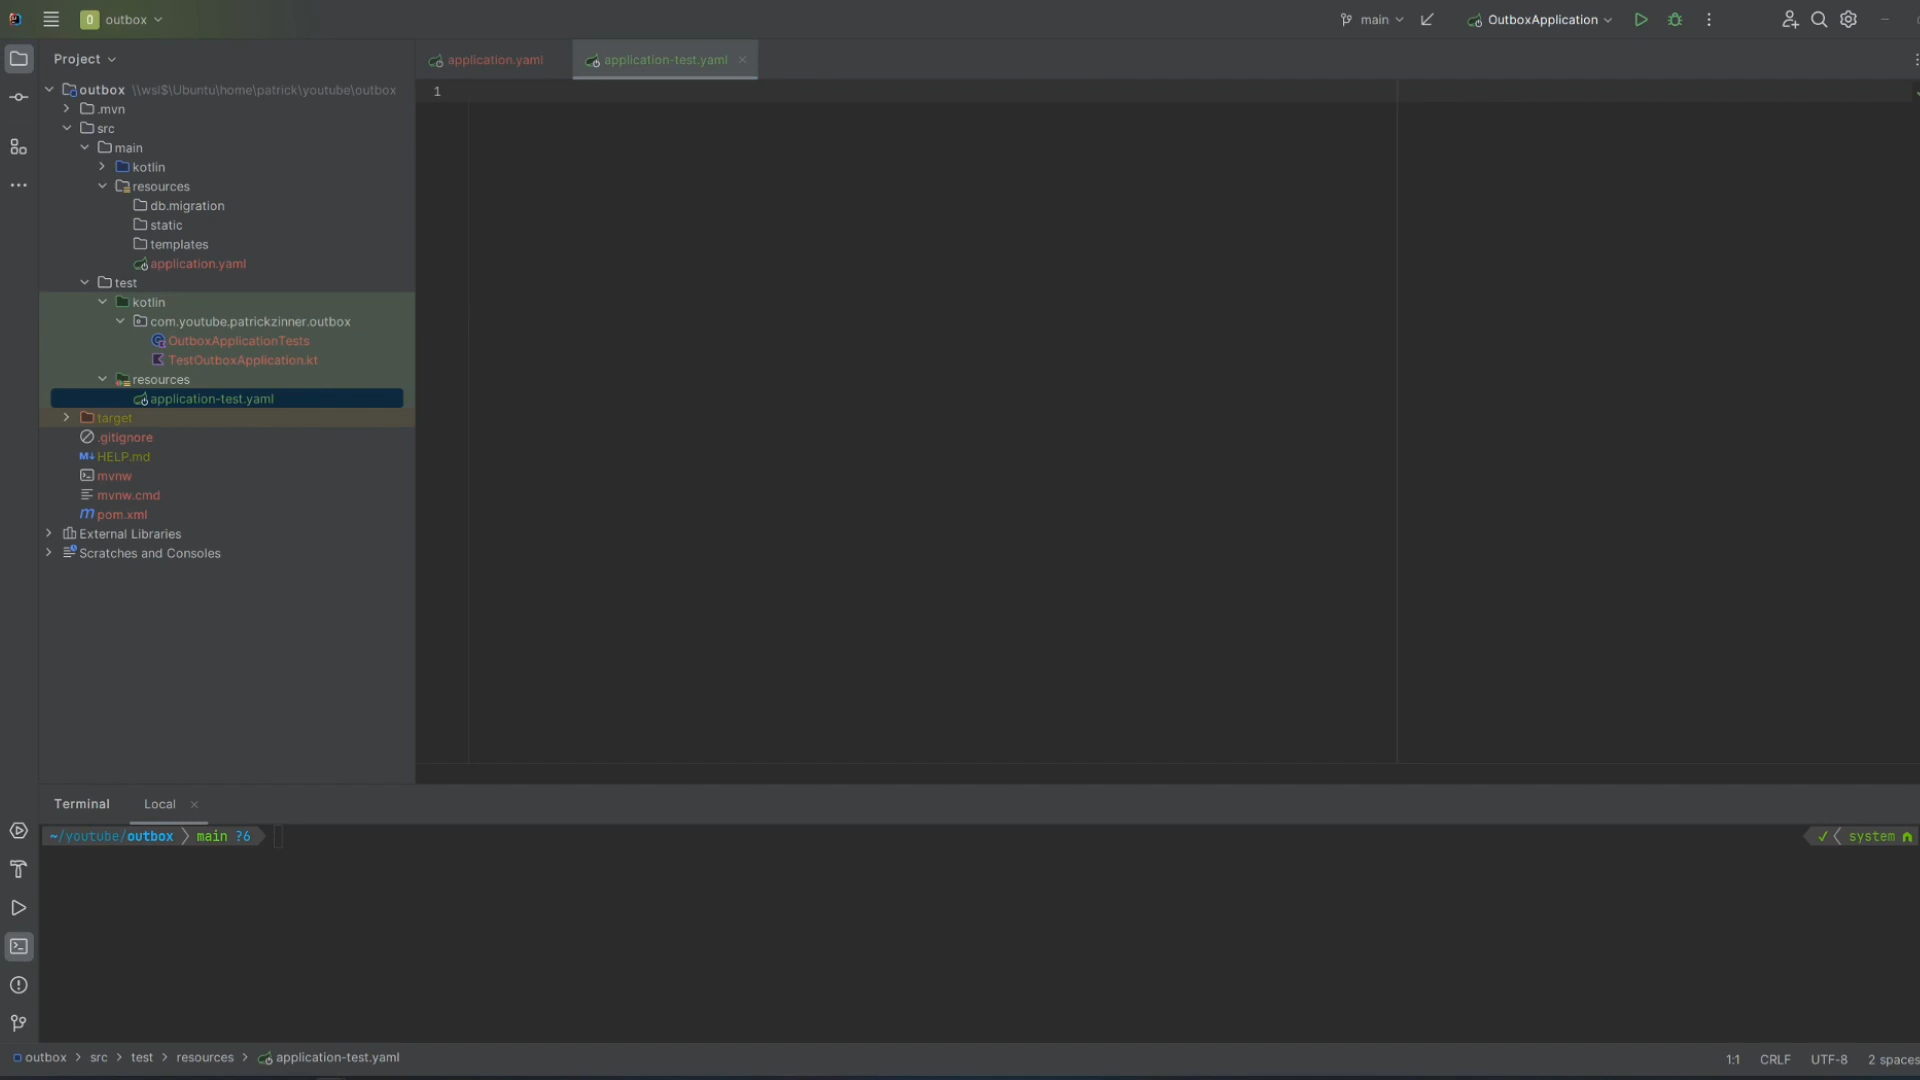 0 outbox
main
OutboxApplication
Project
application.yaml
application-test.yaml
outbox \\wsl$\Ubuntu\home\patrick\youtube\outbox
.mvn
src
main
kotlin
resources
db.migration
static
templates
application.yaml
test
kotlin
com.youtube.patrickzinner.outbox
OutboxApplicationTests
TestOutboxApplication.kt
resources
application-test.yaml
target
.gitignore
M↓ HELP.md
mvnw
mvnw.cmd
m pom.xml
External Libraries
Scratches and Consoles
1
Terminal
Local
~/youtube/outbox main ?6
✓ system
outbox > src > test > resources > application-test.yaml
1:1 CRLF UTF-8 2 spaces